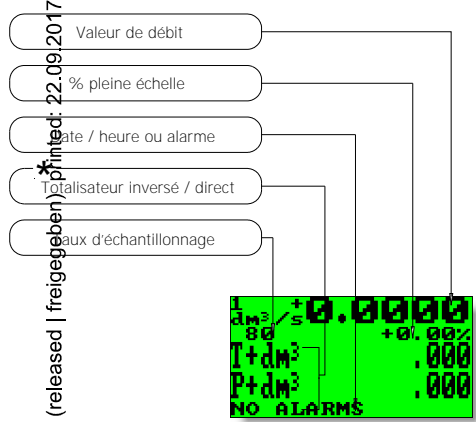 Valeur de débit
% pleine échelle
Date / heure ou alarme
Totalisateur inversé / direct
Taux d'échantillonnage
(released | freigegeben) printed: 22.09.2017
*
1 + 0.0000
dm³/s
80 +0.00%
T+dm³ .000
P+dm³ .000
NO ALARMS